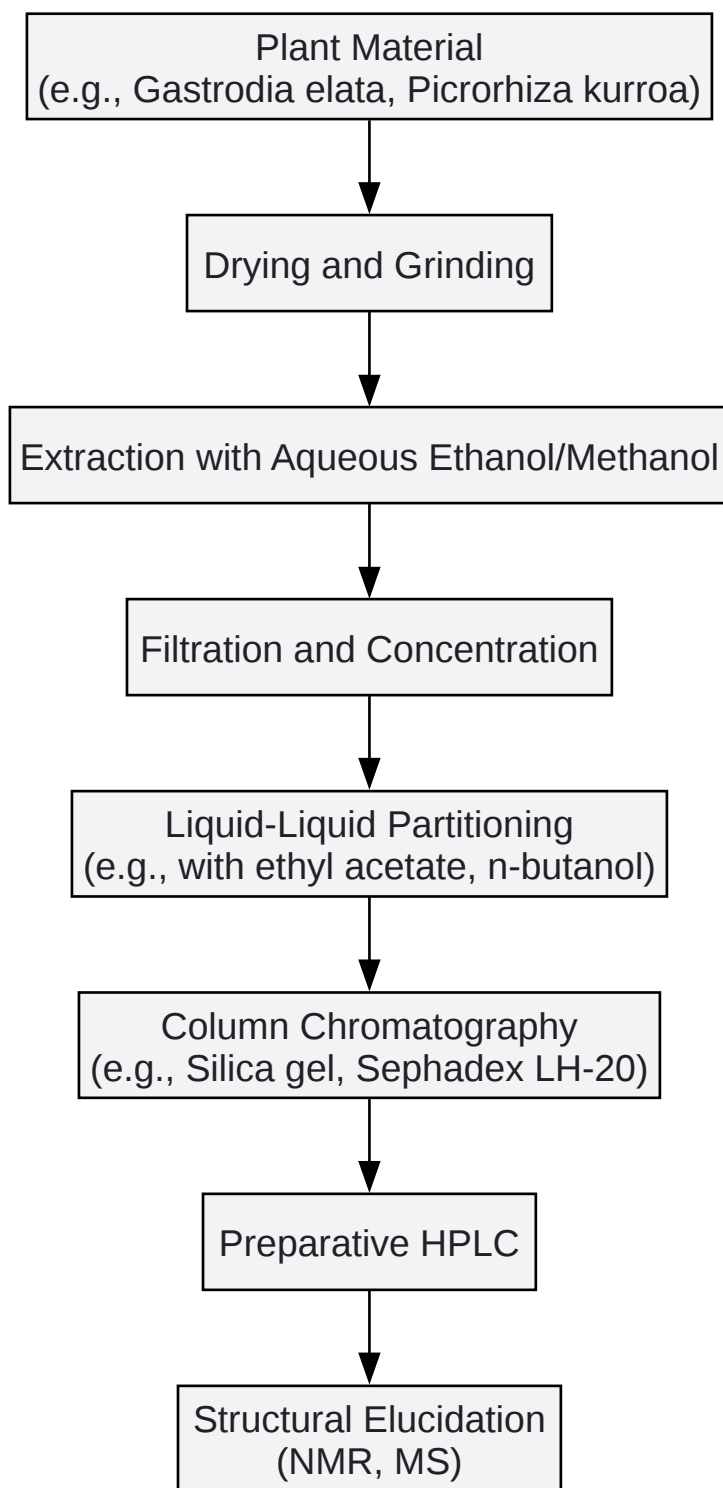 Plant Material
(e.g., Gastrodia elata, Picrorhiza kurroa)
Drying and Grinding
Extraction with Aqueous Ethanol/Methanol
Filtration and Concentration
Liquid-Liquid Partitioning
(e.g., with ethyl acetate, n-butanol)
Column Chromatography
(e.g., Silica gel, Sephadex LH-20)
Preparative HPLC
Structural Elucidation
(NMR, MS)